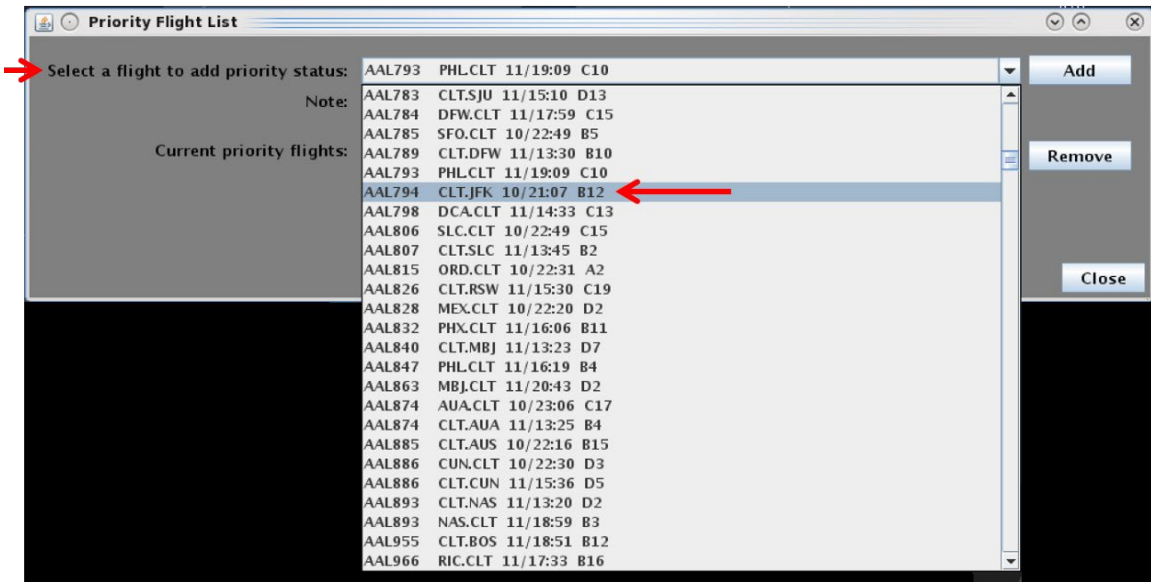 Priority Flight List
Select a flight to add priority status: AAL793 PHL.CLT 11/19:09 C10 Add
Note:
Current priority flights:
Remove
Close
AAL783 CLT.SJU 11/15:10 D13
AAL784 DFW.CLT 11/17:59 C15
AAL785 SFO.CLT 10/22:49 B5
AAL789 CLT.DFW 11/13:30 B10
AAL793 PHL.CLT 11/19:09 C10
AAL794 CLT.JFK 10/21:07 B12
AAL798 DCA.CLT 11/14:33 C13
AAL806 SLC.CLT 10/22:49 C15
AAL807 CLT.SLC 11/13:45 B2
AAL815 ORD.CLT 10/22:31 A2
AAL826 CLT.RSW 11/15:30 C19
AAL828 MEX.CLT 10/22:20 D2
AAL832 PHX.CLT 11/16:06 B11
AAL840 CLT.MBJ 11/13:23 D7
AAL847 PHL.CLT 11/16:19 B4
AAL863 MBJ.CLT 11/20:43 D2
AAL874 AUA.CLT 10/23:06 C17
AAL874 CLT.AUA 11/13:25 B4
AAL885 CLT.AUS 10/22:16 B15
AAL886 CUN.CLT 10/22:30 D3
AAL886 CLT.CUN 11/15:36 D5
AAL893 CLT.NAS 11/13:20 D2
AAL893 NAS.CLT 11/18:59 B3
AAL955 CLT.BOS 11/18:51 B12
AAL966 RIC.CLT 11/17:33 B16